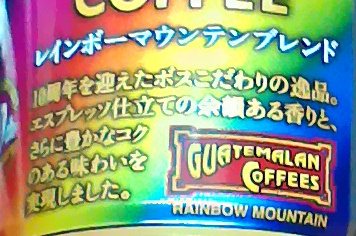 COFFEE
レインボーマウンテンブレンド
10周年を迎えたボスこだわりの逸品。
エスプレッソ仕立ての余韻ある香りと、
さらに豊かなコク
のある味わいを
実現しました。
GUATEMALAN
COFFEES
RAINBOW MOUNTAIN